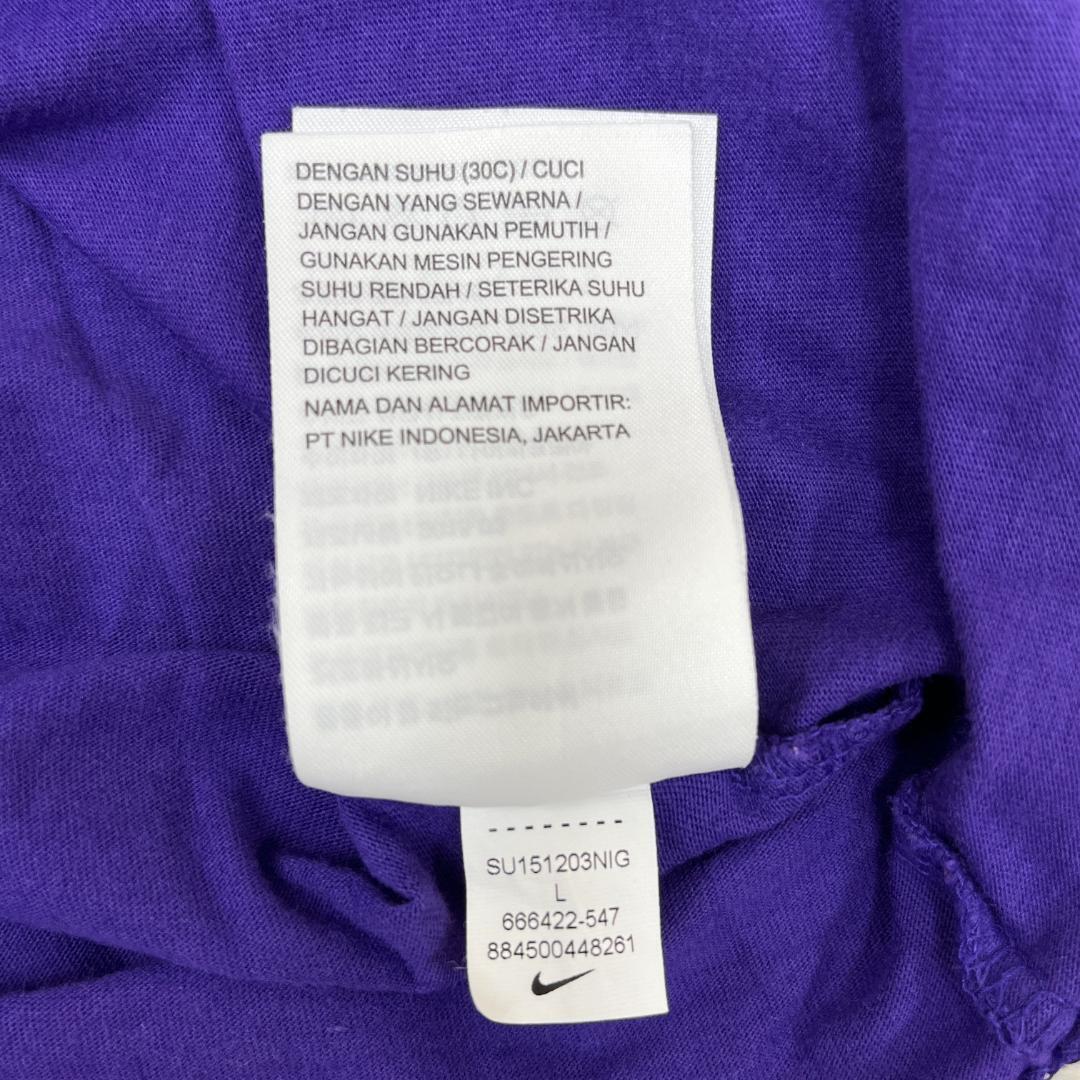 DENGAN SUHU (30C) / CUCI
DENGAN YANG SEWARNA /
JANGAN GUNAKAN PEMUTIH /
GUNAKAN MESIN PENGERING
SUHU RENDAH / SETERIKA SUHU
HANGAT / JANGAN DISETRIKA
DIBAGIAN BERCORAK / JANGAN
DICUCI KERING
NAMA DAN ALAMAT IMPORTIR:
PT NIKE INDONESIA, JAKARTA
--------
SU151203NIG
L
666422-547
884500448261